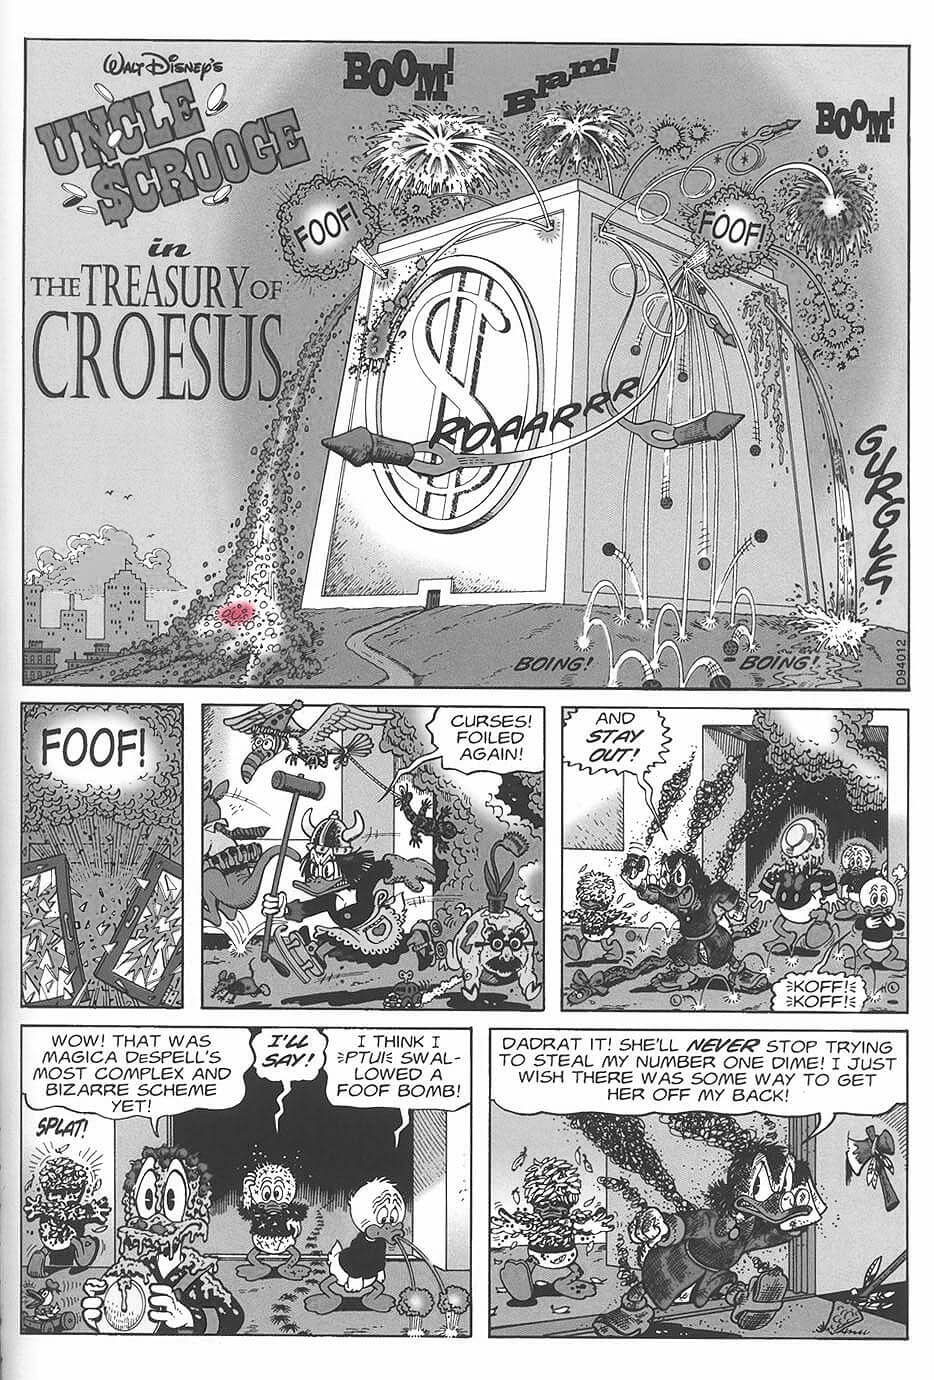 WALT DISNEY'S
UNCLE
$CROOGE
in
THE TREASURY OF
CROESUS
BOOM!
Blam!
BOOM!
FOOF!
FOOF!
ROAARRR
GURGLE!
BOING!
BOING!
D94012
FOOF!
CURSES!
FOILED
AGAIN!
AND
STAY
OUT!
KOFF!
KOFF!
WOW! THAT WAS
MAGICA DeSPELL'S
MOST COMPLEX AND
BIZARRE SCHEME
YET!
I'LL
SAY!
I THINK I
PTUI SWAL-
LOWED A
FOOF BOMB!
SPLAT!
DADRAT IT! SHE'LL NEVER STOP TRYING
TO STEAL MY NUMBER ONE DIME! I JUST
WISH THERE WAS SOME WAY TO GET
HER OFF MY BACK!